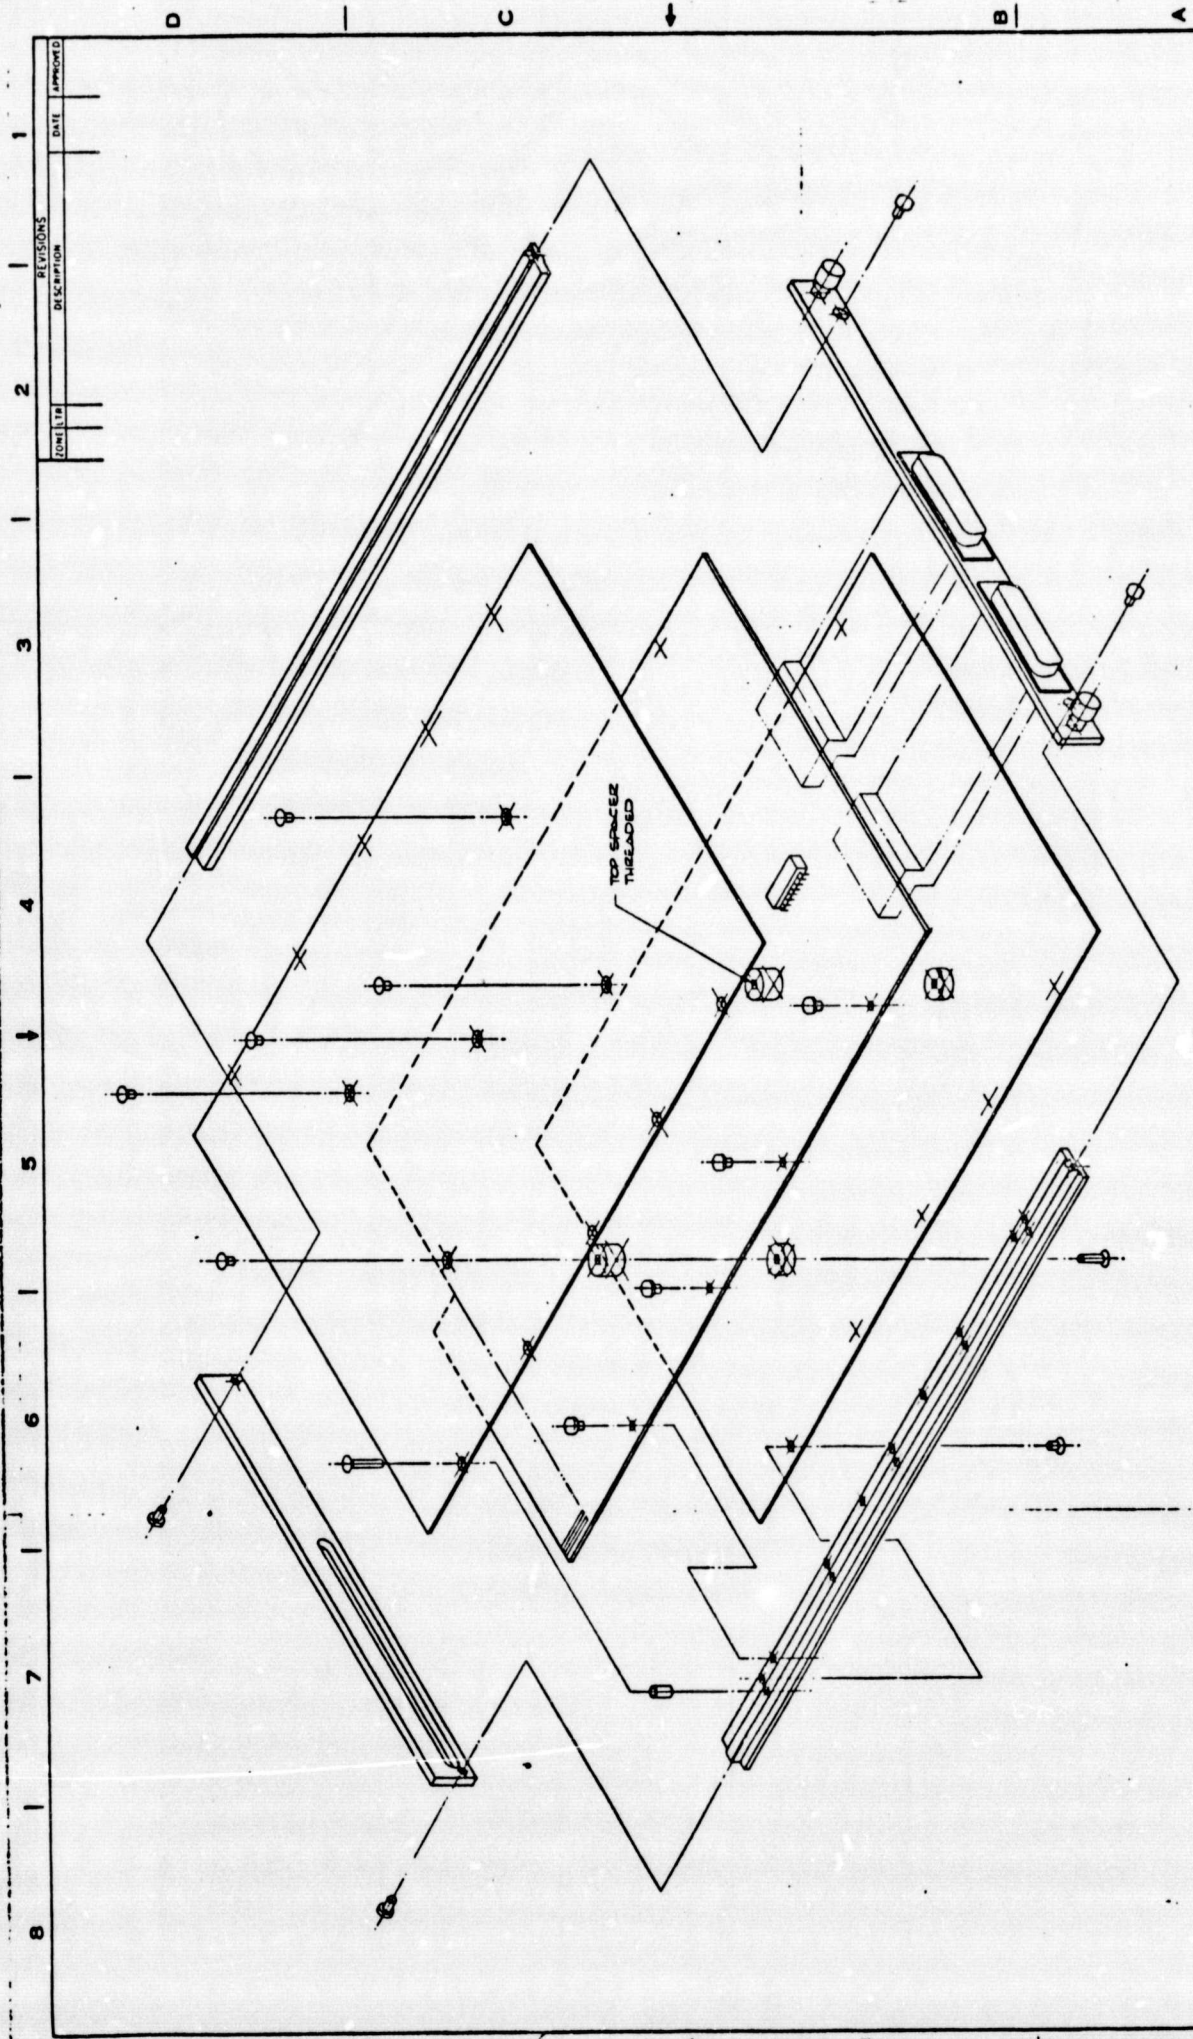 8
7
6
5
4
3
2
1
REVISIONS
ZONE LTR DESCRIPTION DATE APPROVED
D
C
B
A
TOP SPACER
THREADED